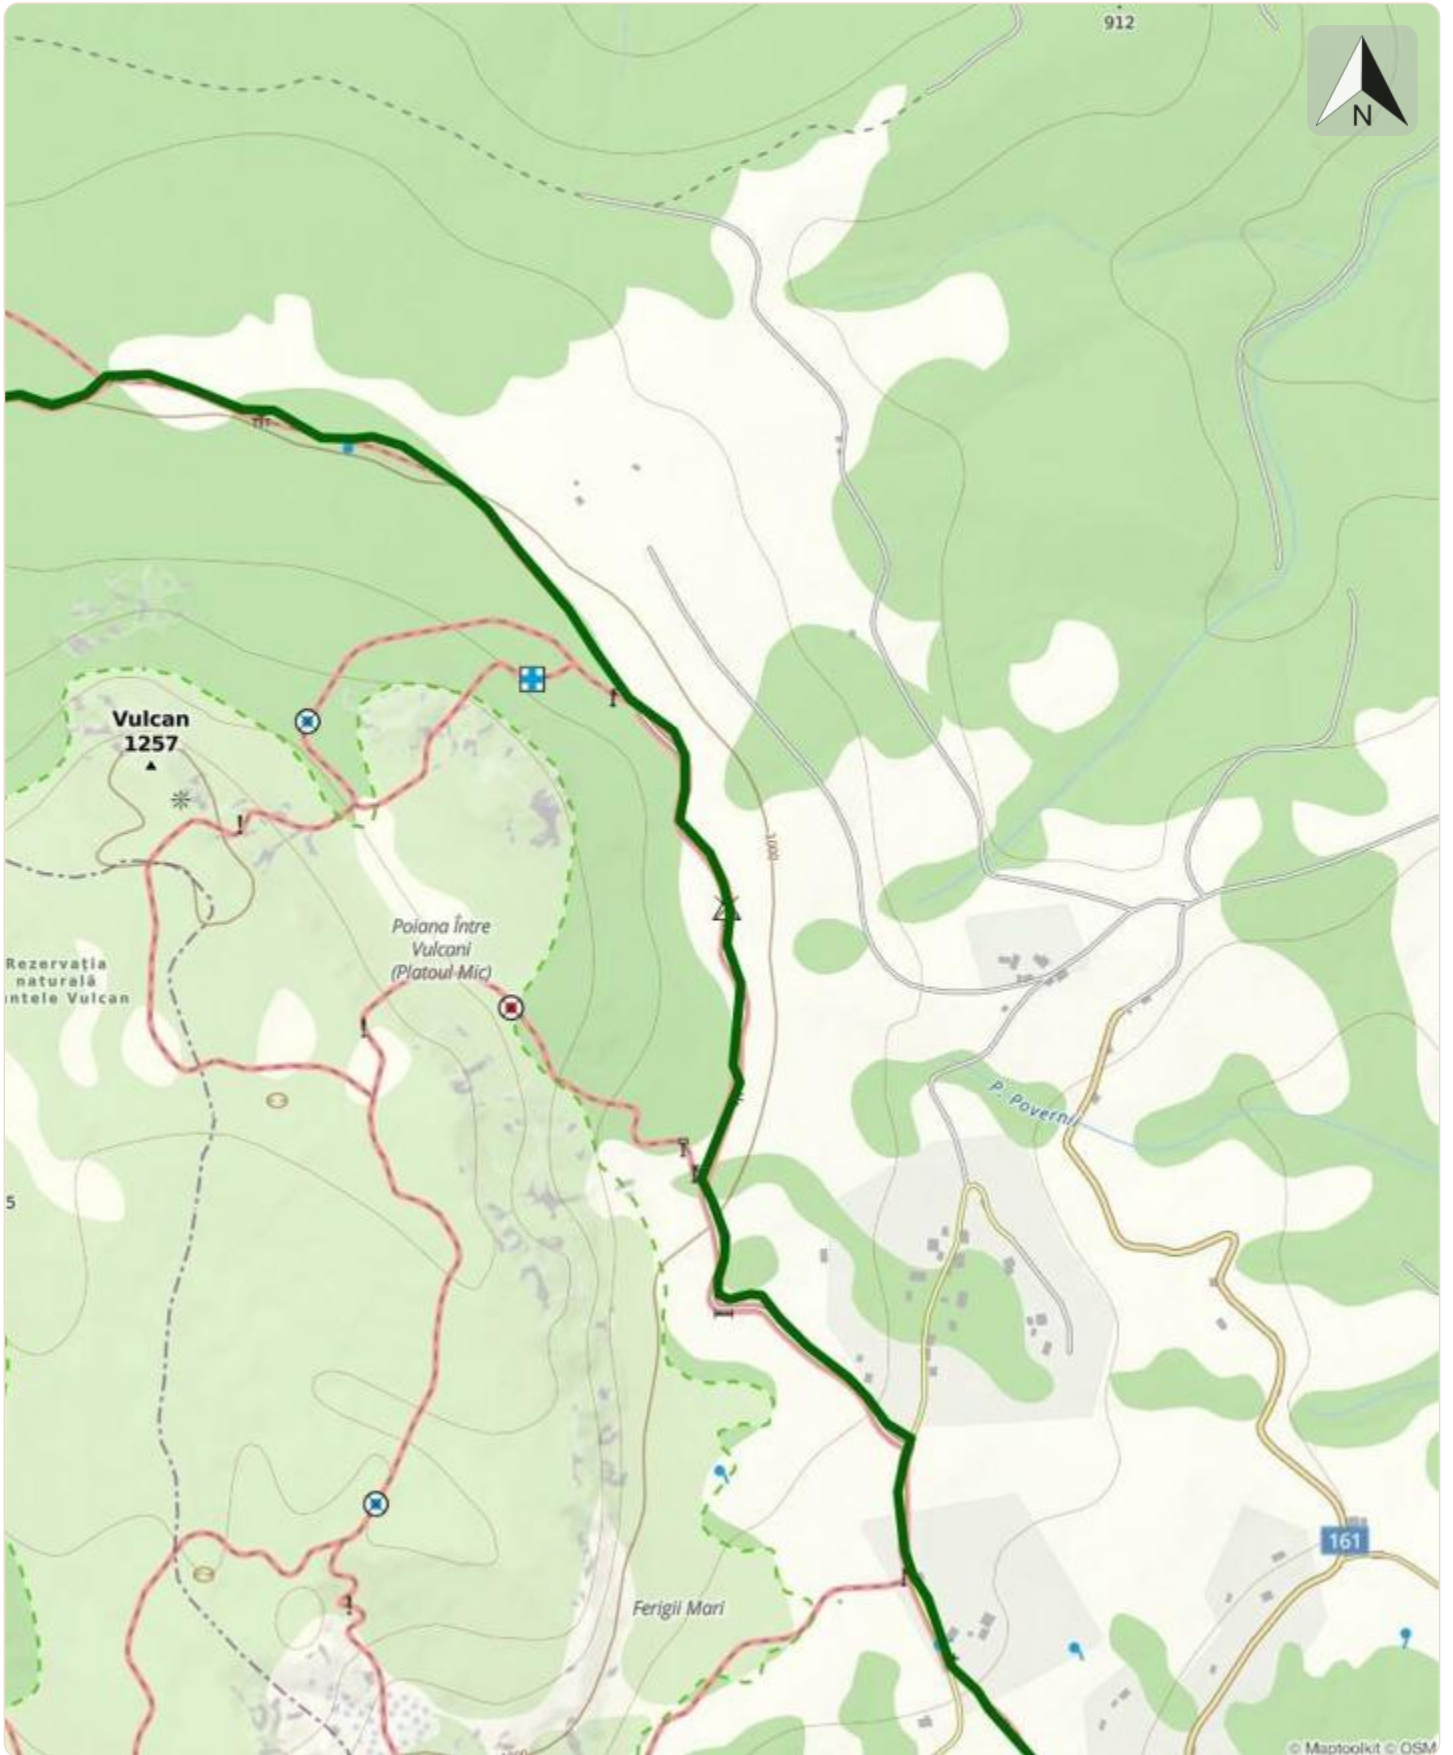 912
N
Vulcan
1257
1000
Poiana Între
Vulcani
(Platoul Mic)
Rezervația
naturală
ntele Vulcan
P. Povernii
5
161
Ferigii Mari
© Maptoolkit © OSM